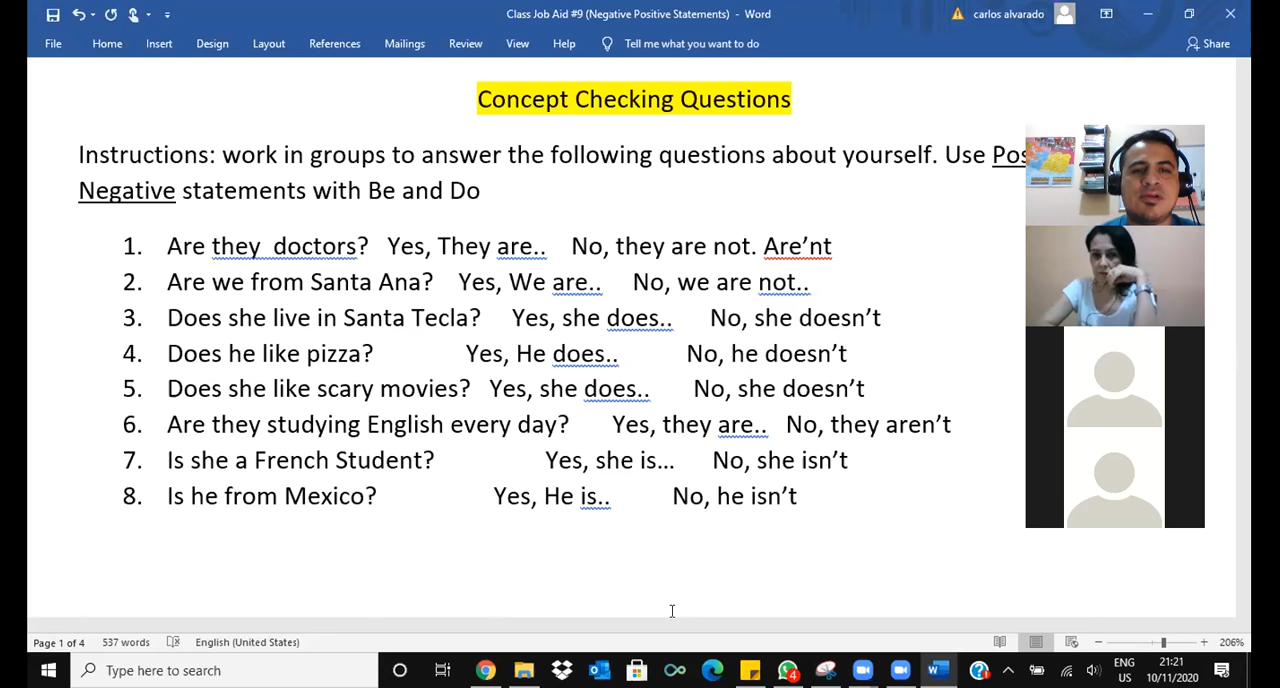 Class Job Aid #9 (Negative Positive Statements) - Word
carlos alvarado
File Home Insert Design Layout References Mailings Review View Help Tell me what you want to do Share
Concept Checking Questions
Instructions: work in groups to answer the following questions about yourself. Use Pos
Negative statements with Be and Do
1. Are they doctors? Yes, They are.. No, they are not. Are'nt
2. Are we from Santa Ana? Yes, We are.. No, we are not..
3. Does she live in Santa Tecla? Yes, she does.. No, she doesn't
4. Does he like pizza? Yes, He does.. No, he doesn't
5. Does she like scary movies? Yes, she does.. No, she doesn't
6. Are they studying English every day? Yes, they are.. No, they aren't
7. Is she a French Student? Yes, she is... No, she isn't
8. Is he from Mexico? Yes, He is.. No, he isn't
Page 1 of 4 537 words English (United States) 206%
Type here to search 4 ENG 21:21
US 10/11/2020